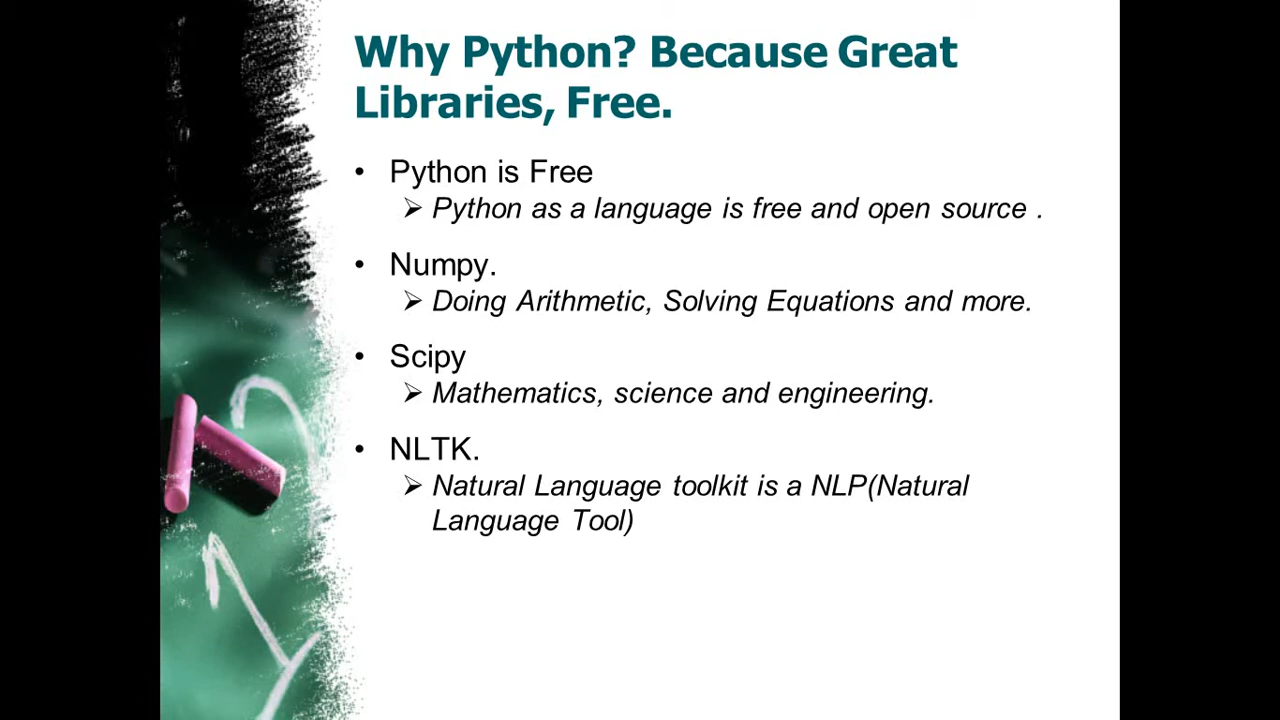 Why Python? Because Great
Libraries, Free.
• Python is Free
➢ Python as a language is free and open source .
• Numpy.
➢ Doing Arithmetic, Solving Equations and more.
• Scipy
➢ Mathematics, science and engineering.
• NLTK.
➢ Natural Language toolkit is a NLP(Natural
Language Tool)